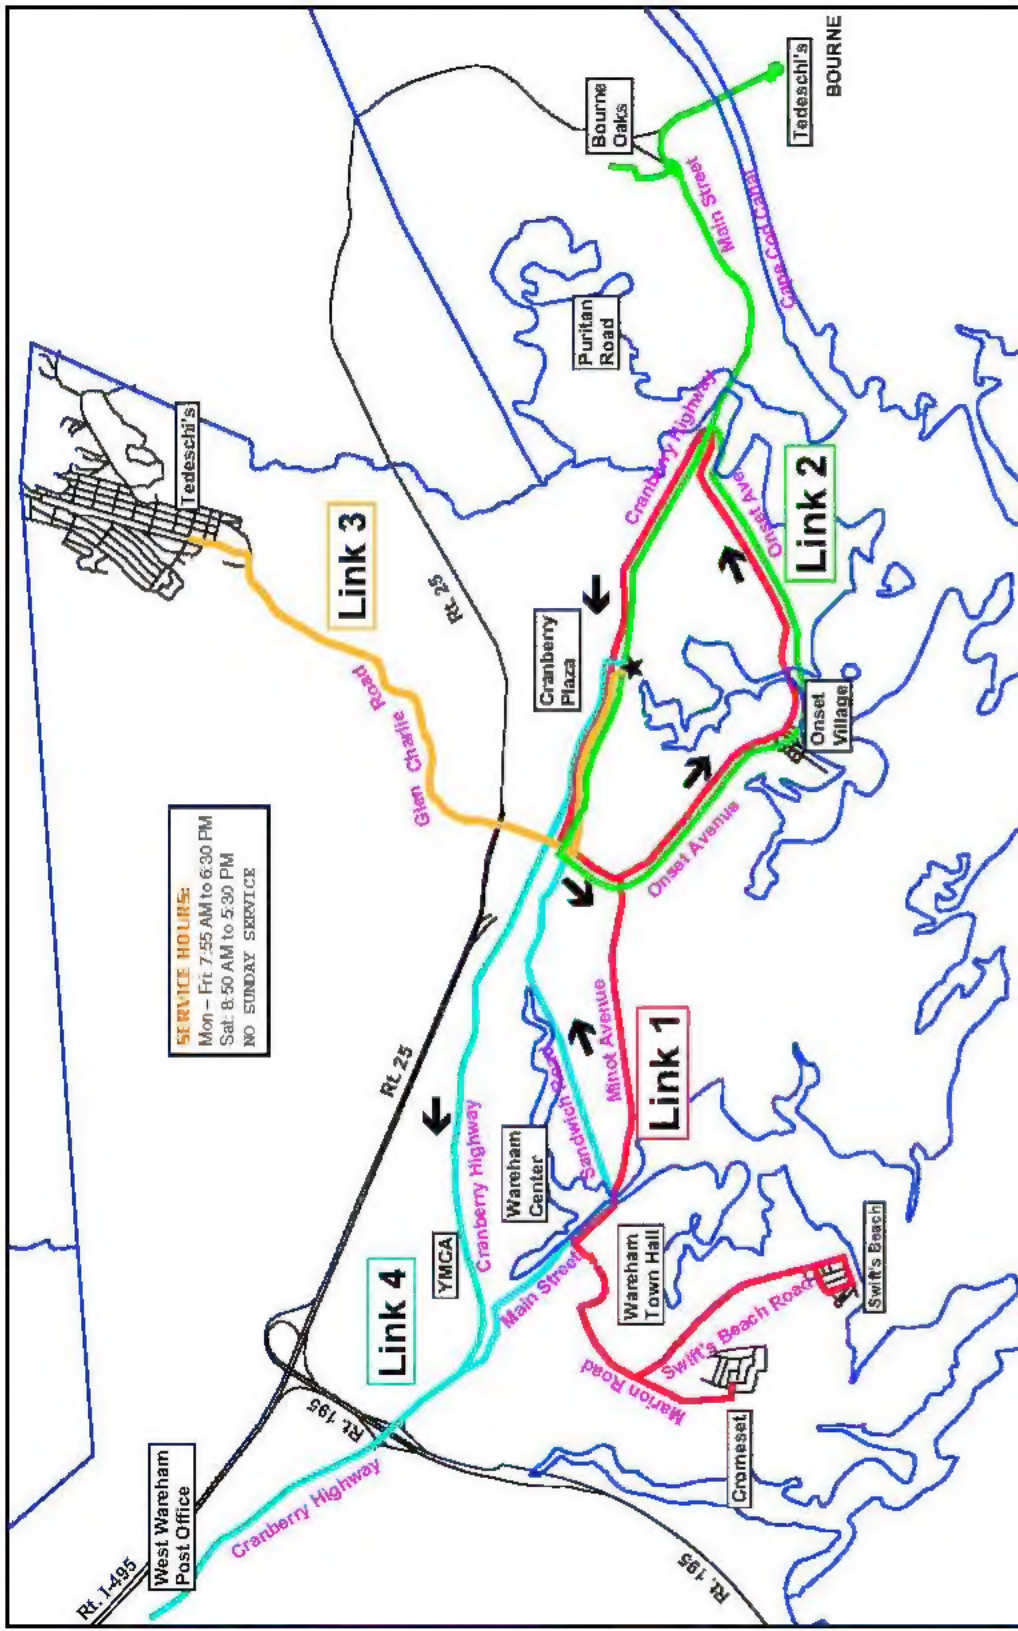 Rt. I-495
West Wareham
Post Office
Cranberry Highway
Rt. 195
Rt. 195
Link 4
YMCA
Cranberry Highway
Main Street
Wareham
Center
Wareham
Town Hall
Marion Road
Swift's Beach Road
Swift's Beach
Cromeset
SERVICE HOURS:
Mon - Fri: 7:55 AM to 6:30 PM
Sat: 8:50 AM to 5:30 PM
NO SUNDAY SERVICE
Rt. 25
Sandwich Road
Minot Avenue
Link 1
Glen Charlie Road
Link 3
Tedeschi's
Rt. 25
Cranberry
Plaza
Onset Avenue
Onset
Village
Onset Ave
Link 2
Cranberry Highway
Puritan
Road
Bourne
Oaks
Main Street
Cape Cod Canal
Tedeschi's
BOURNE